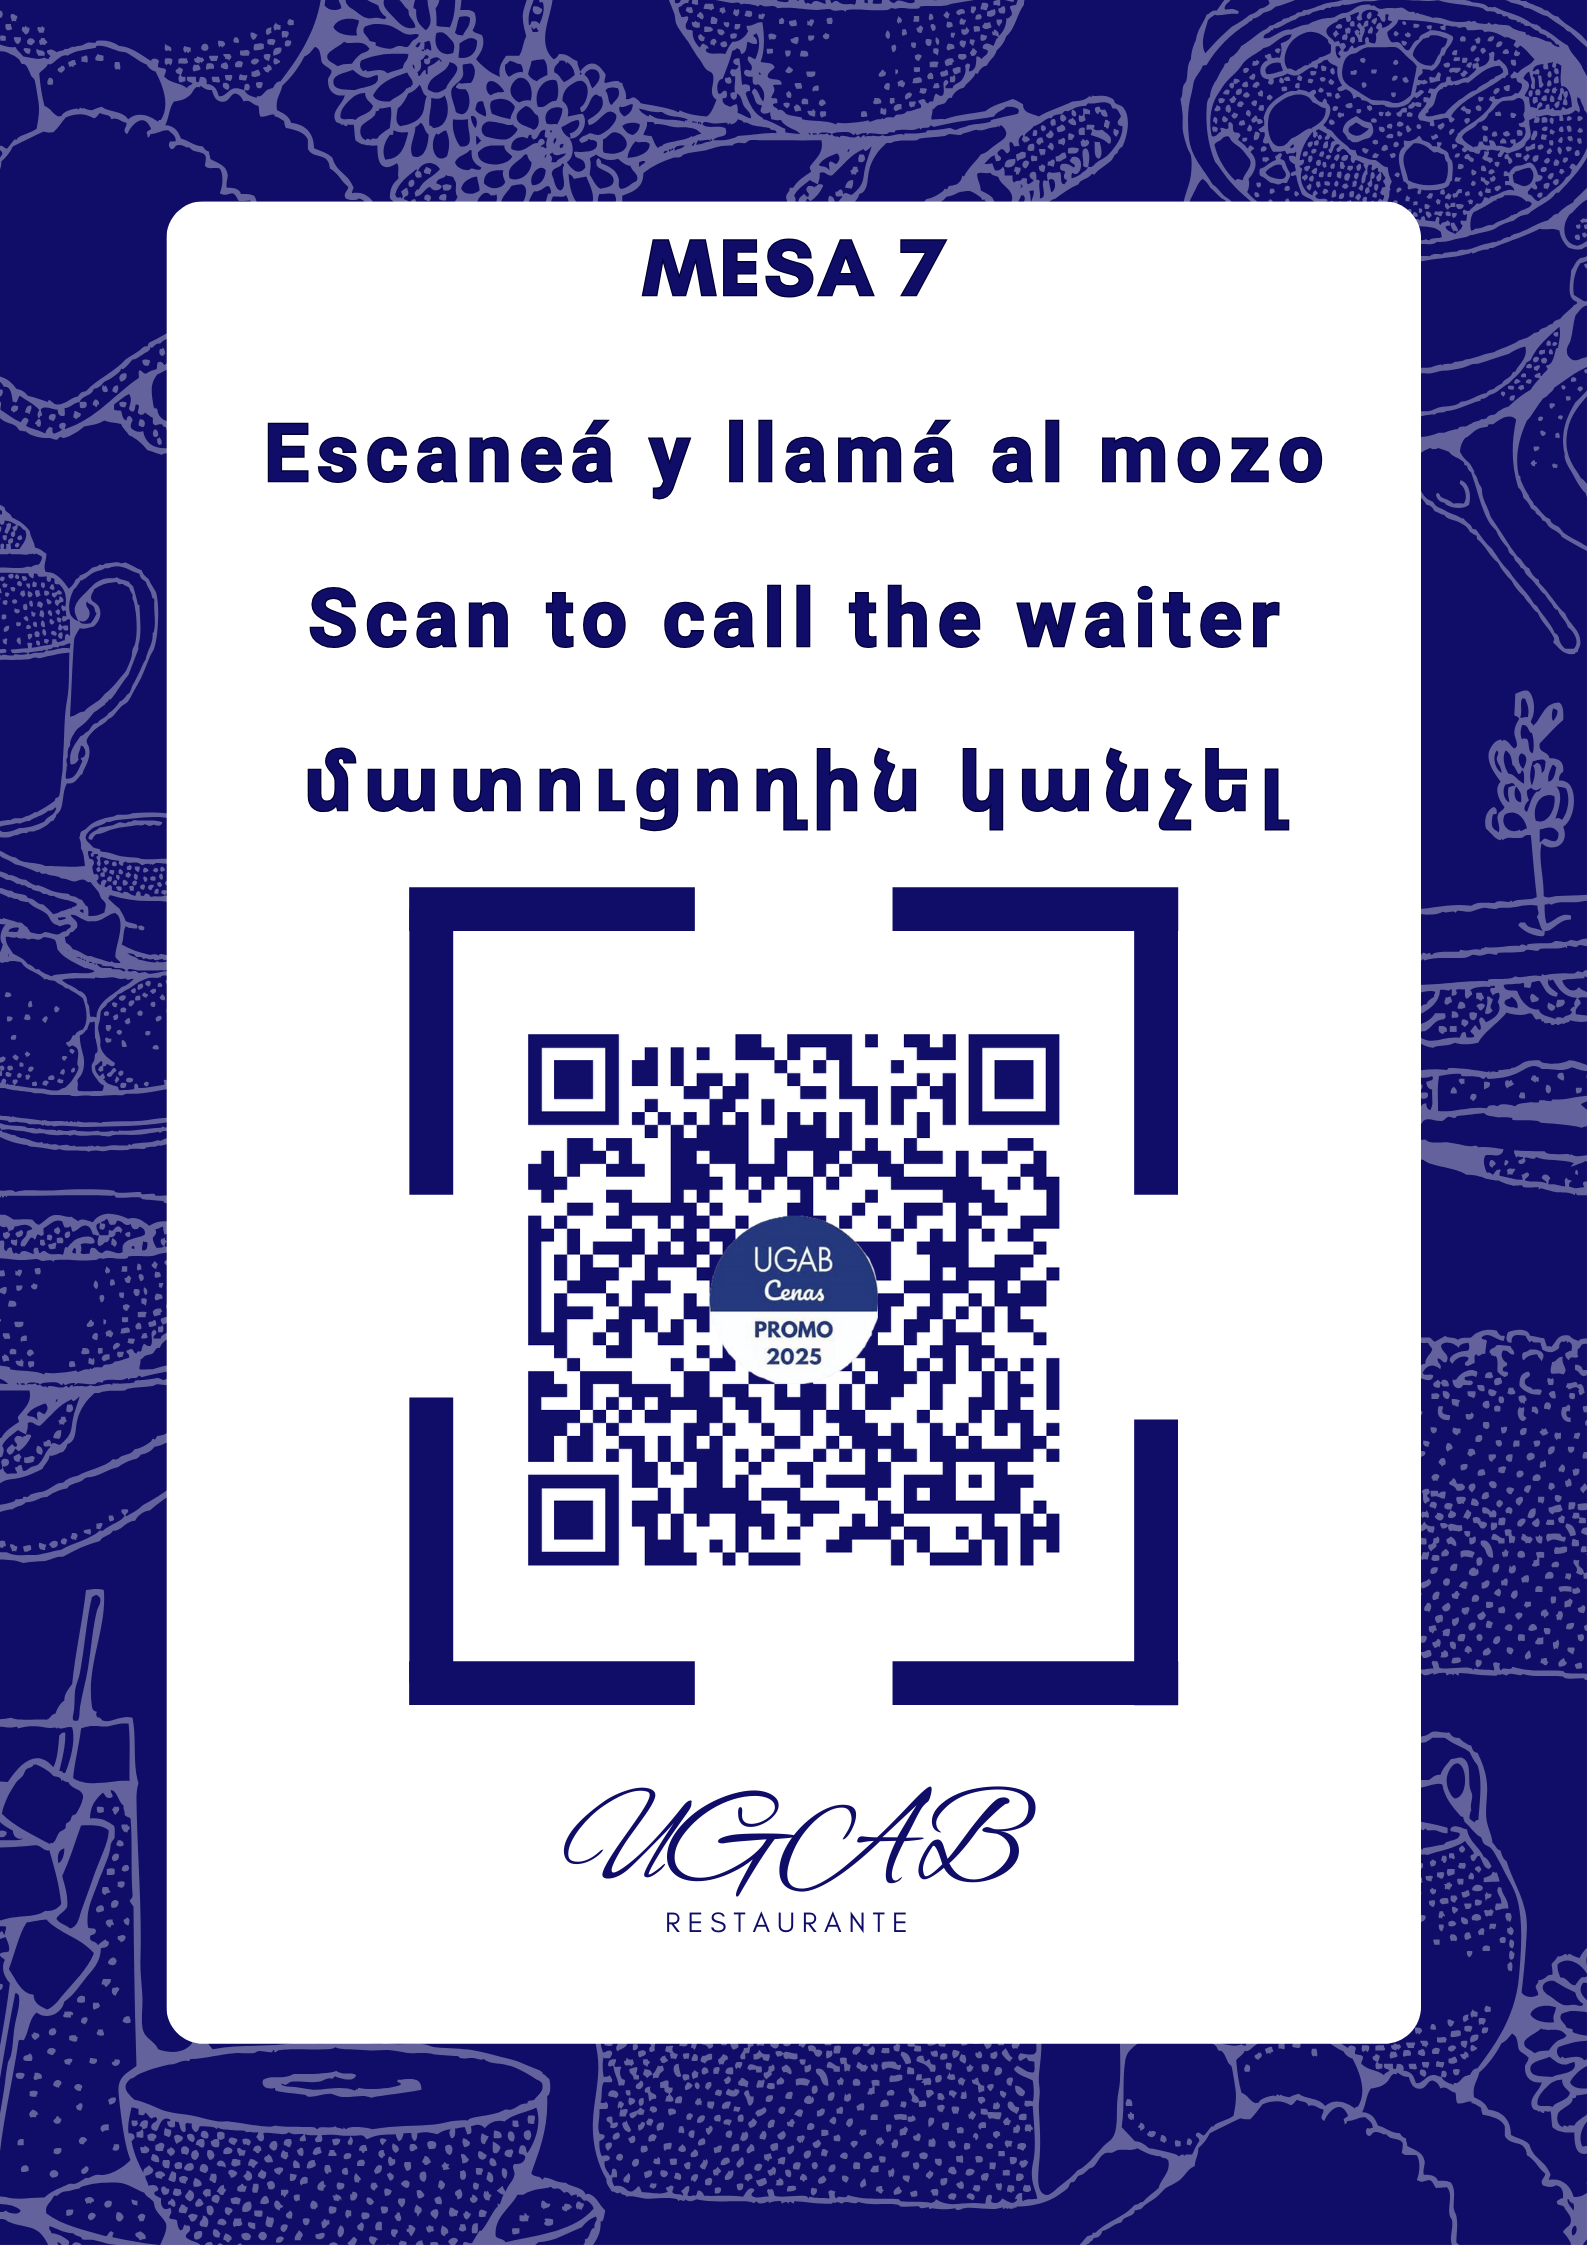 MESA 7
Escaneá y llamá al mozo
Scan to call the waiter
մատուցողին կանչել
UGAB
Cenas
PROMO
2025
UGAB
RESTAURANTE